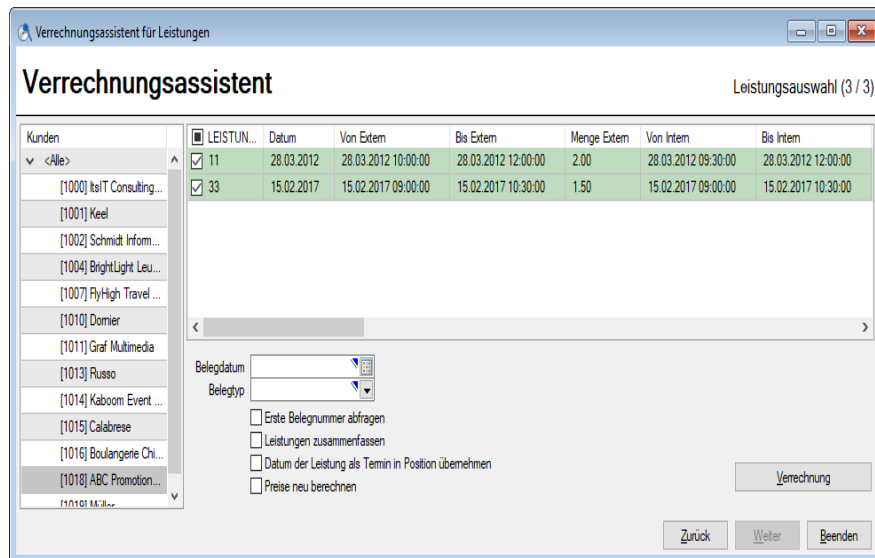 Verrechnungsassistent für Leistungen
Verrechnungsassistent
Leistungsauswahl (3 / 3)
Kunden
<Alle>
[1000] ItsIT Consulting...
[1001] Keel
[1002] Schmidt Inform...
[1004] BrightLight Leu...
[1007] FlyHigh Travel ...
[1010] Dornier
[1011] Graf Multimedia
[1013] Russo
[1014] Kaboom Event ...
[1015] Calabrese
[1016] Boulangerie Chi...
[1018] ABC Promotion...
[1019] Müller
LEISTUN... Datum Von Extern Bis Extern Menge Extern Von Intern Bis Intern
11 28.03.2012 28.03.2012 10:00:00 28.03.2012 12:00:00 2.00 28.03.2012 09:30:00 28.03.2012 12:00:00
33 15.02.2017 15.02.2017 09:00:00 15.02.2017 10:30:00 1.50 15.02.2017 09:00:00 15.02.2017 10:30:00
Belegdatum
Belegtyp
Erste Belegnummer abfragen
Leistungen zusammenfassen
Datum der Leistung als Termin in Position übernehmen
Preise neu berechnen
Verrechnung
Zurück Weiter Beenden